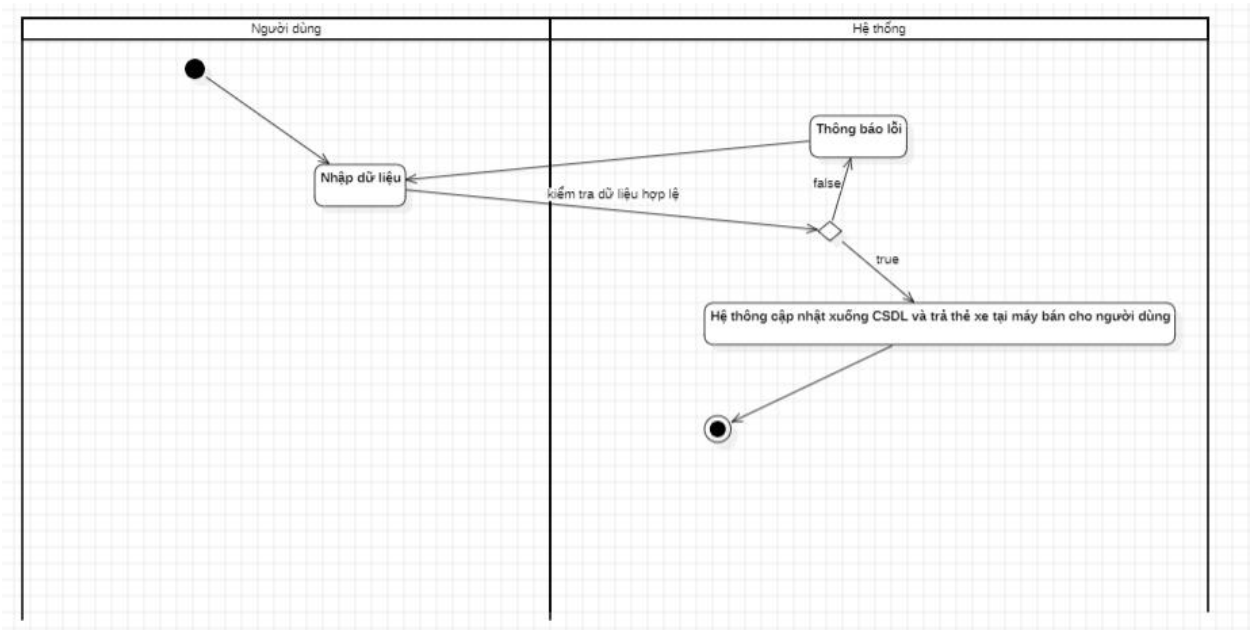 Người dùng
Hệ thống
Thông báo lỗi
Nhập dữ liệu
false
kiểm tra dữ liệu hợp lệ
true
Hệ thông cập nhật xuống CSDL và trả thẻ xe tại máy bán cho người dùng